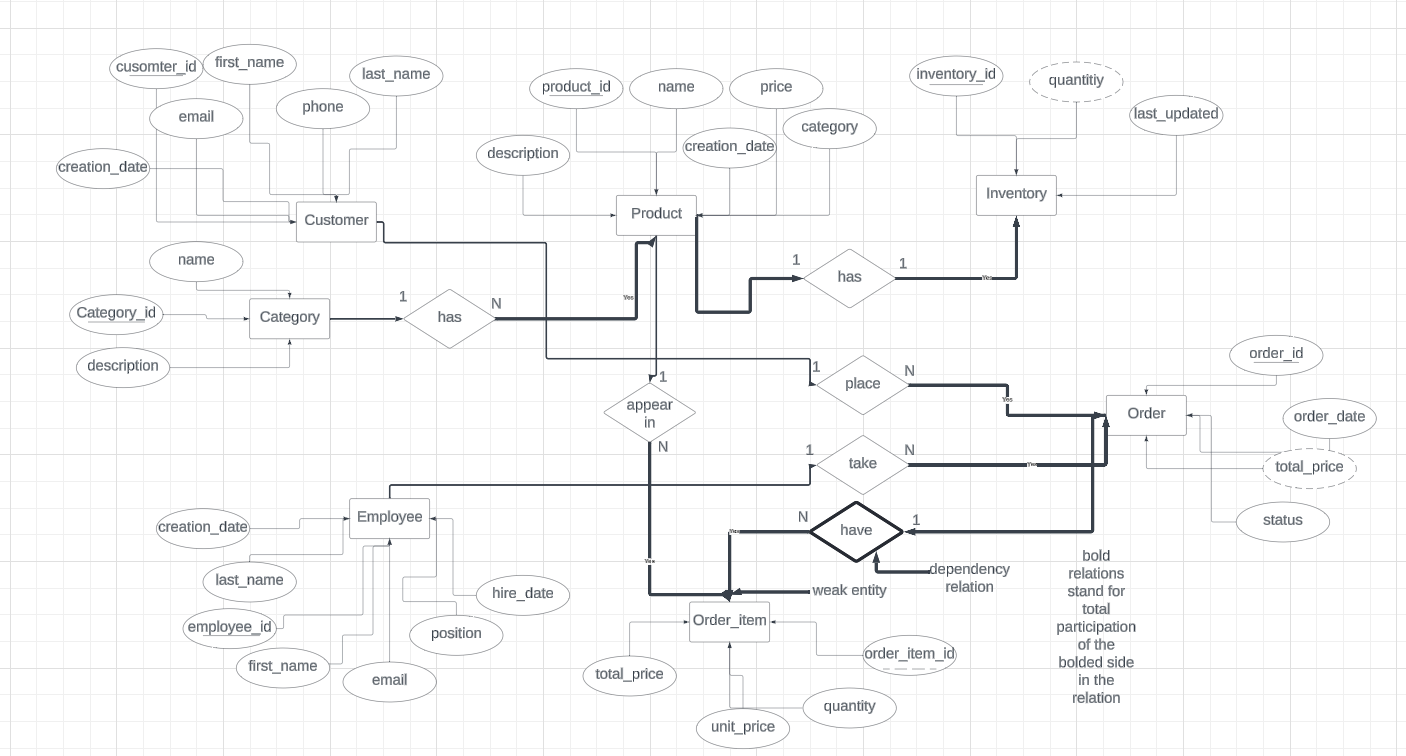 cusomter_id
first_name
last_name
phone
email
creation_date
Customer
product_id
name
price
category
creation_date
description
Product
inventory_id
quantitiy
last_updated
Inventory
name
Category_id
description
Category
1
has
N
Yes
1
has
1
Yes
1
place
N
Yes
1
appear
in
N
Yes
1
take
N
Yes
order_id
order_date
total_price
status
Order
N
have
1
Yes
dependency
relation
weak entity
bold
relations
stand for
total
participation
of the
bolded side
in the
relation
Employee
creation_date
last_name
employee_id
first_name
email
position
hire_date
Order_item
total_price
unit_price
quantity
order_item_id